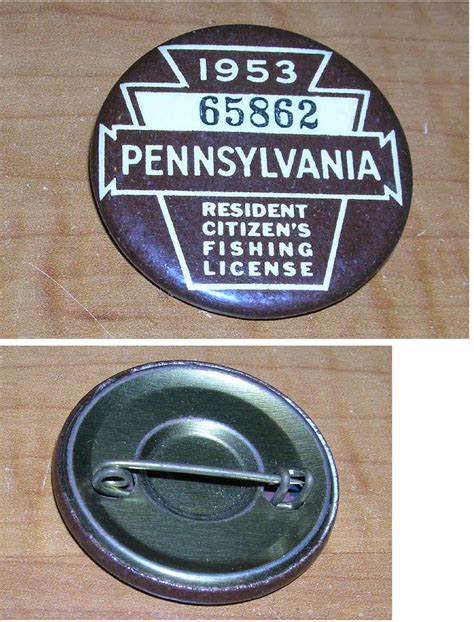 1953
65862
PENNSYLVANIA
RESIDENT
CITIZEN'S
FISHING
LICENSE